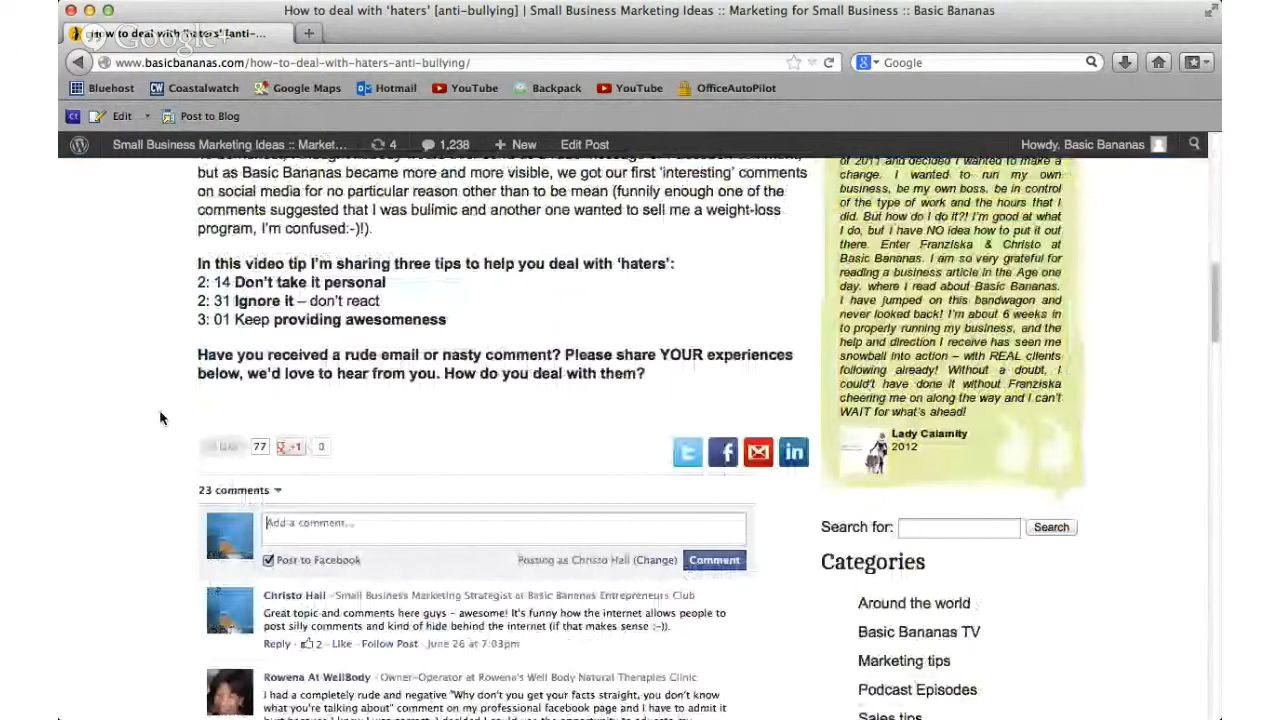 How to deal with 'haters' [anti-bullying] | Small Business Marketing Ideas :: Marketing for Small Business :: Basic Bananas
How to deal with 'haters' [anti-...
Google+
www.basicbananas.com/how-to-deal-with-haters-anti-bullying/
Google
Bluehost
Coastalwatch
Google Maps
Hotmail
YouTube
Backpack
YouTube
OfficeAutoPilot
Edit
Post to Blog
Small Business Marketing Ideas :: Market...
4
1,238
+ New
Edit Post
Howdy, Basic Bananas
but as Basic Bananas became more and more visible, we got our first 'interesting' comments
on social media for no particular reason other than to be mean (funnily enough one of the
comments suggested that I was bulimic and another one wanted to sell me a weight-loss
program, I'm confused:-)!).
In this video tip I'm sharing three tips to help you deal with 'haters':
2: 14 Don't take it personal
2: 31 Ignore it – don't react
3: 01 Keep providing awesomeness
Have you received a rude email or nasty comment? Please share YOUR experiences
below, we'd love to hear from you. How do you deal with them?
Like 77 +1 0
23 comments
Add a comment...
Post to Facebook
Posting as Christo Hall (Change)
Comment
Christo Hall - Small Business Marketing Strategist at Basic Bananas Entrepreneurs Club
Great topic and comments here guys - awesome! It's funny how the internet allows people to
post silly comments and kind of hide behind the internet (if that makes sense :-)).
Reply · 2 · Like · Follow Post · June 26 at 7:03pm
Rowena At WellBody - Owner-Operator at Rowena's Well Body Natural Therapies Clinic
I had a completely rude and negative "Why don't you get your facts straight, you don't know
what you're talking about" comment on my professional facebook page and I have to admit it
of 2011 and decided I wanted to make a
change. I wanted to run my own
business, be my own boss, be in control
of the type of work and the hours that I
did. But how do I do it?! I'm good at what
I do, but I have NO idea how to put it out
there. Enter Franziska & Christo at
Basic Bananas. I am so very grateful for
reading a business article in the Age one
day, where I read about Basic Bananas.
I have jumped on this bandwagon and
never looked back! I'm about 6 weeks in
to properly running my business, and the
help and direction I receive has seen me
snowball into action – with REAL clients
following already! Without a doubt, I
could't have done it without Franziska
cheering me on along the way and I can't
WAIT for what's ahead!
Lady Calamity
2012
Search for:
Search
Categories
Around the world
Basic Bananas TV
Marketing tips
Podcast Episodes
Sales tips